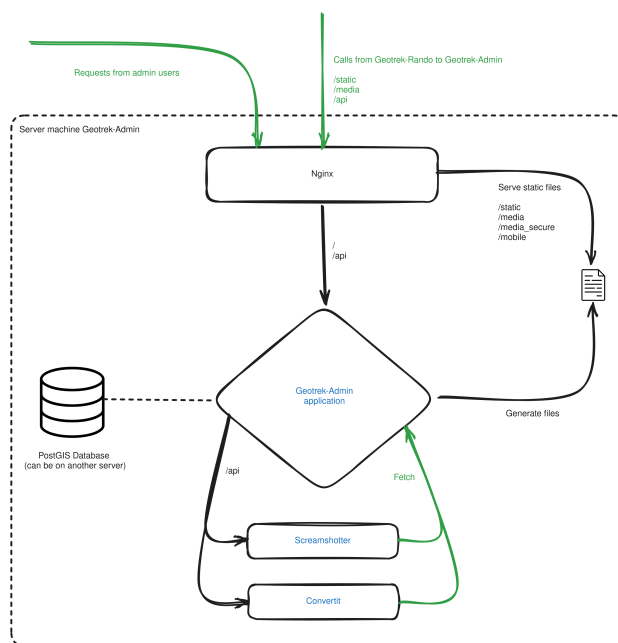 Calls from Geotrek-Rando to Geotrek-Admin
Requests from admin users
/static
/media
/api
Server machine Geotrek-Admin
Nginx
Serve static files
/static
/media
/media_secure
/mobile
/
/api
Geotrek-Admin
application
Generate files
PostGIS Database
(can be on another server)
/api
Fetch
Screamshotter
Convertit